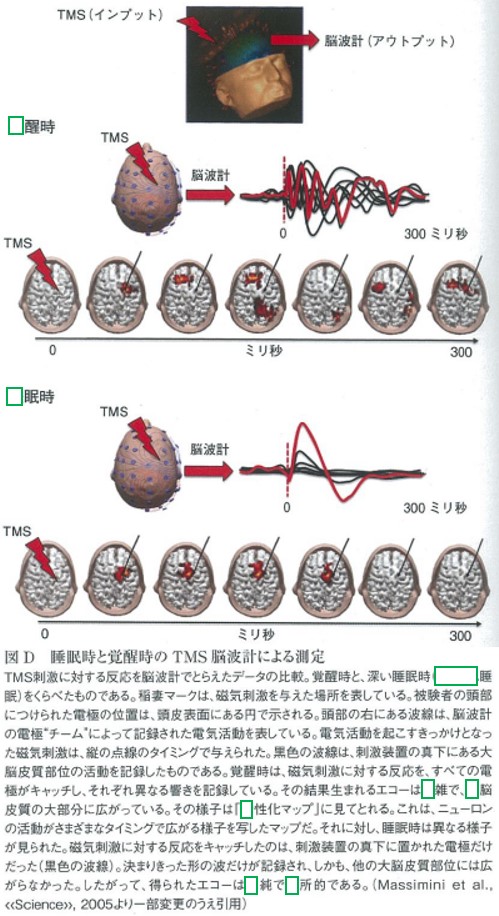 TMS（インプット）
脳波計（アウトプット）
醒時
TMS
脳波計
0
300 ミリ秒
TMS
0
ミリ秒
300
眠時
TMS
脳波計
0
300 ミリ秒
TMS
0
ミリ秒
300
図 D 睡眠時と覚醒時の TMS 脳波計による測定
TMS刺激に対する反応を脳波計でとらえたデータの比較。覚醒時と、深い睡眠時（睡
眠）をくらべたものである。稲妻マークは、磁気刺激を与えた場所を表している。被験者の頭部
につけられた電極の位置は、頭皮表面にある円で示される。頭部の右にある波線は、脳波計
の電極“チーム”によって記録された電気活動を表している。電気活動を起こすきっかけとなっ
た磁気刺激は、縦の点線のタイミングで与えられた。黒色の波線は、刺激装置の真下にある大
脳皮質部位の活動を記録したものである。覚醒時は、磁気刺激に対する反応を、すべての電
極がキャッチし、それぞれ異なる響きを記録している。その結果生まれるエコーは雑で、脳
皮質の大部分に広がっている。その様子は「性化マップ」に見てとれる。これは、ニューロン
の活動がさまざまなタイミングで広がる様子を写したマップだ。それに対し、睡眠時は異なる様子
が見られた。磁気刺激に対する反応をキャッチしたのは、刺激装置の真下に置かれた電極だけ
だった（黒色の波線）。決まりきった形の波だけが記録され、しかも、他の大脳皮質部位には広
がらなかった。したがって、得られたエコーは純で所的である。（Massimini et al.,
≪Science≫, 2005より一部変更のうえ引用）